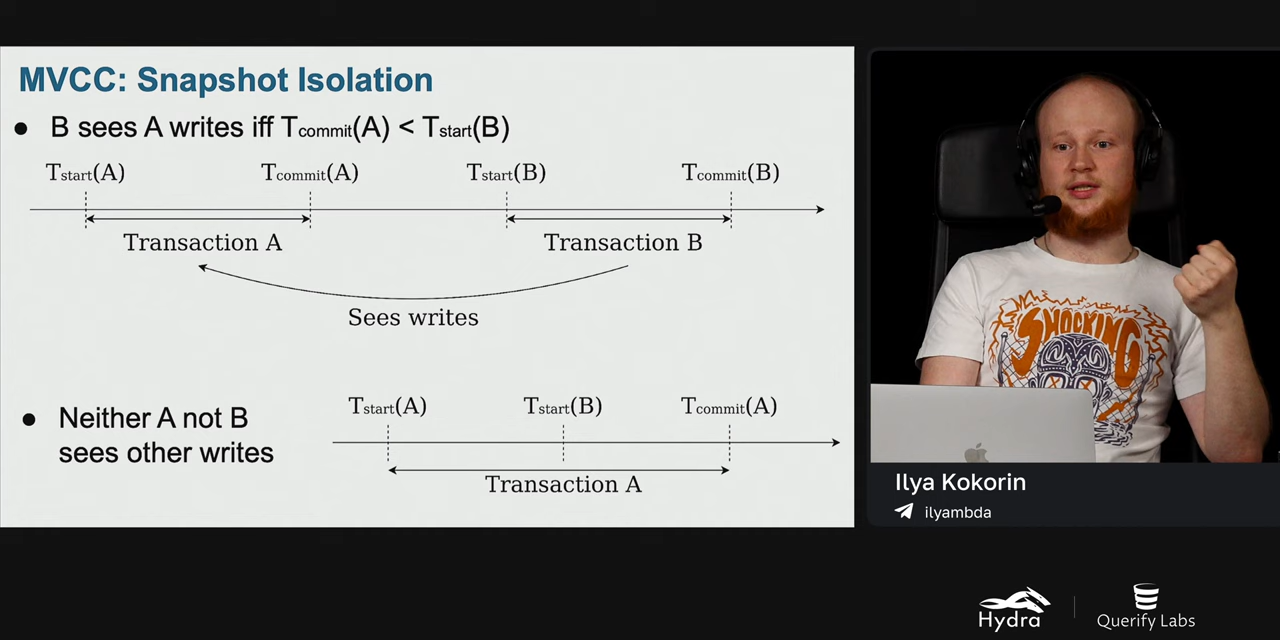 MVCC: Snapshot Isolation
● B sees A writes iff Tcommit(A) < Tstart(B)
Tstart(A) Tcommit(A) Tstart(B) Tcommit(B)
Transaction A Transaction B
Sees writes
● Neither A not B
sees other writes
Tstart(A) Tstart(B) Tcommit(A)
Transaction A
SHOCKING
Ilya Kokorin
ilyambda
Hydra
Querify Labs